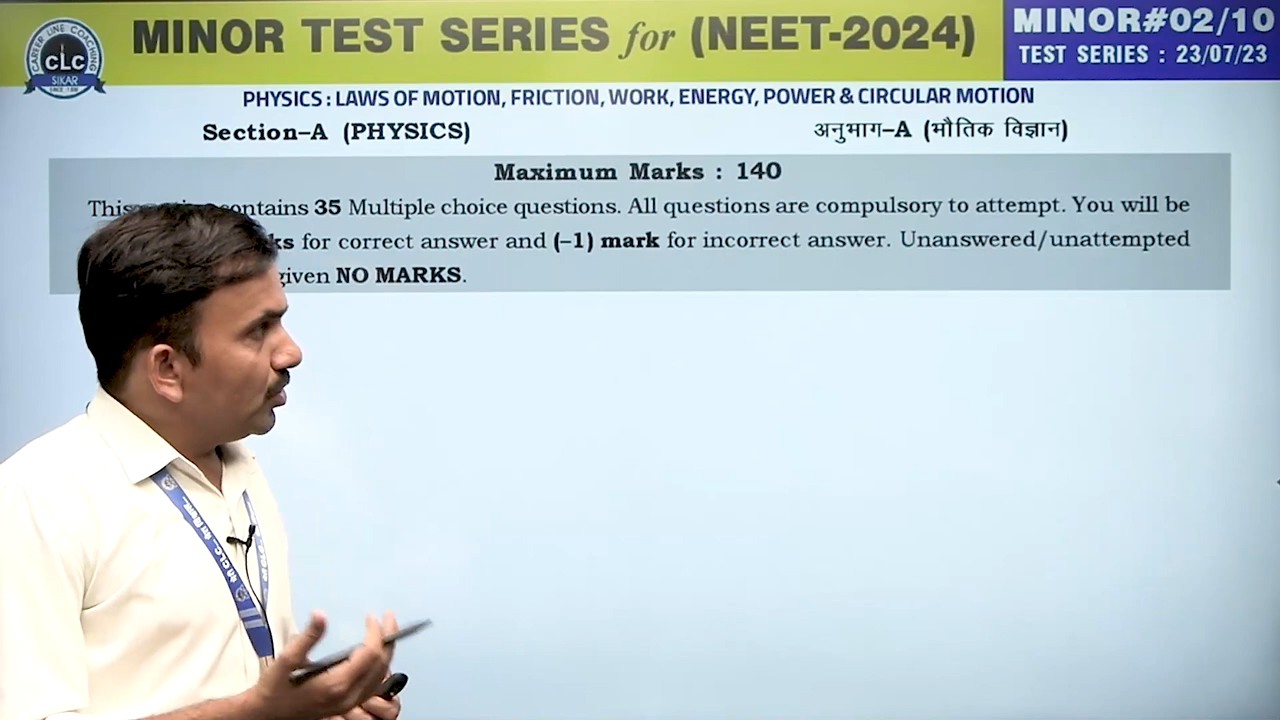 MINOR TEST SERIES for (NEET-2024)
MINOR#02/10
TEST SERIES : 23/07/23
CAREER LINE COACHING
CLC
SIKAR
PHYSICS : LAWS OF MOTION, FRICTION, WORK, ENERGY, POWER & CIRCULAR MOTION
Section–A (PHYSICS)
अनुभाग–A (भौतिक विज्ञान)
Maximum Marks : 140
This contains 35 Multiple choice questions. All questions are compulsory to attempt. You will be
for correct answer and (–1) mark for incorrect answer. Unanswered/unattempted
given NO MARKS.